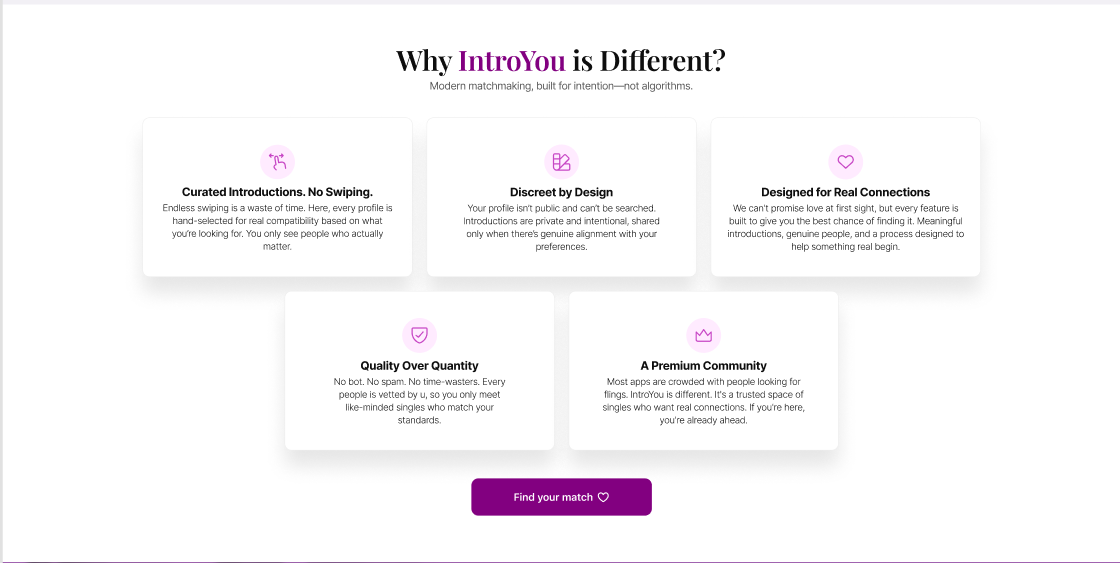 Why IntroYou is Different?
Modern matchmaking, built for intention—not algorithms.
Curated Introductions. No Swiping.
Endless swiping is a waste of time. Here, every profile is
hand-selected for real compatibility based on what
you're looking for. You only see people who actually
matter.
Discreet by Design
Your profile isn't public and can't be searched.
Introductions are private and intentional, shared
only when there's genuine alignment with your
preferences.
Designed for Real Connections
We can't promise love at first sight, but every feature is
built to give you the best chance of finding it. Meaningful
introductions, genuine people, and a process designed to
help something real begin.
Quality Over Quantity
No bot. No spam. No time-wasters. Every
people is vetted by u, so you only meet
like-minded singles who match your
standards.
A Premium Community
Most apps are crowded with people looking for
flings. IntroYou is different. It's a trusted space of
singles who want real connections. If you're here,
you're already ahead.
Find your match